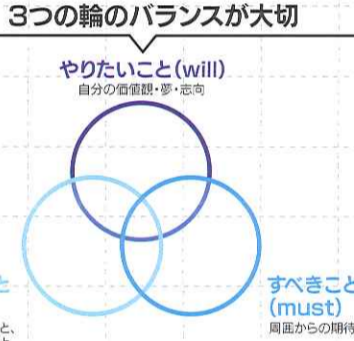 3つの輪のバランスが大切
やりたいこと(will)
自分の価値観・夢・志向
と
すべきこと
(must)
周囲からの期待
と、